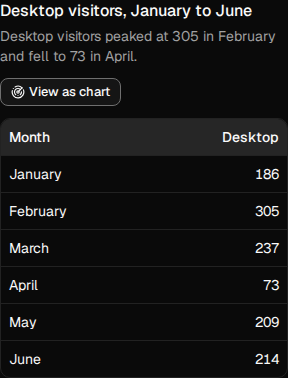 Desktop visitors, January to June
Desktop visitors peaked at 305 in February
and fell to 73 in April.
View as chart
Month Desktop
January 186
February 305
March 237
April 73
May 209
June 214